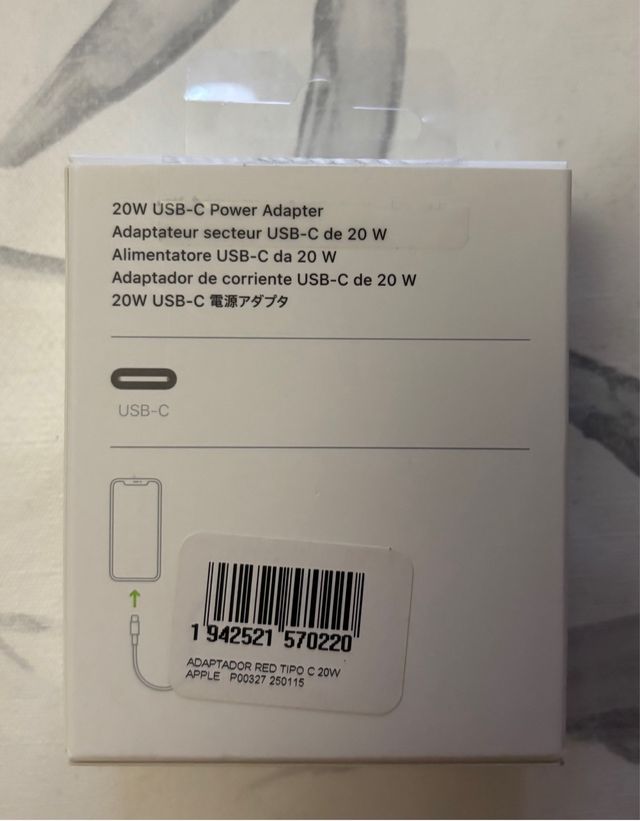 20W USB-C Power Adapter
Adaptateur secteur USB-C de 20 W
Alimentatore USB-C da 20 W
Adaptador de corriente USB-C de 20 W
20W USB-C 電源アダプタ
USB-C
1 942521 570220
ADAPTADOR RED TIPO C 20W
APPLE P00327 250115